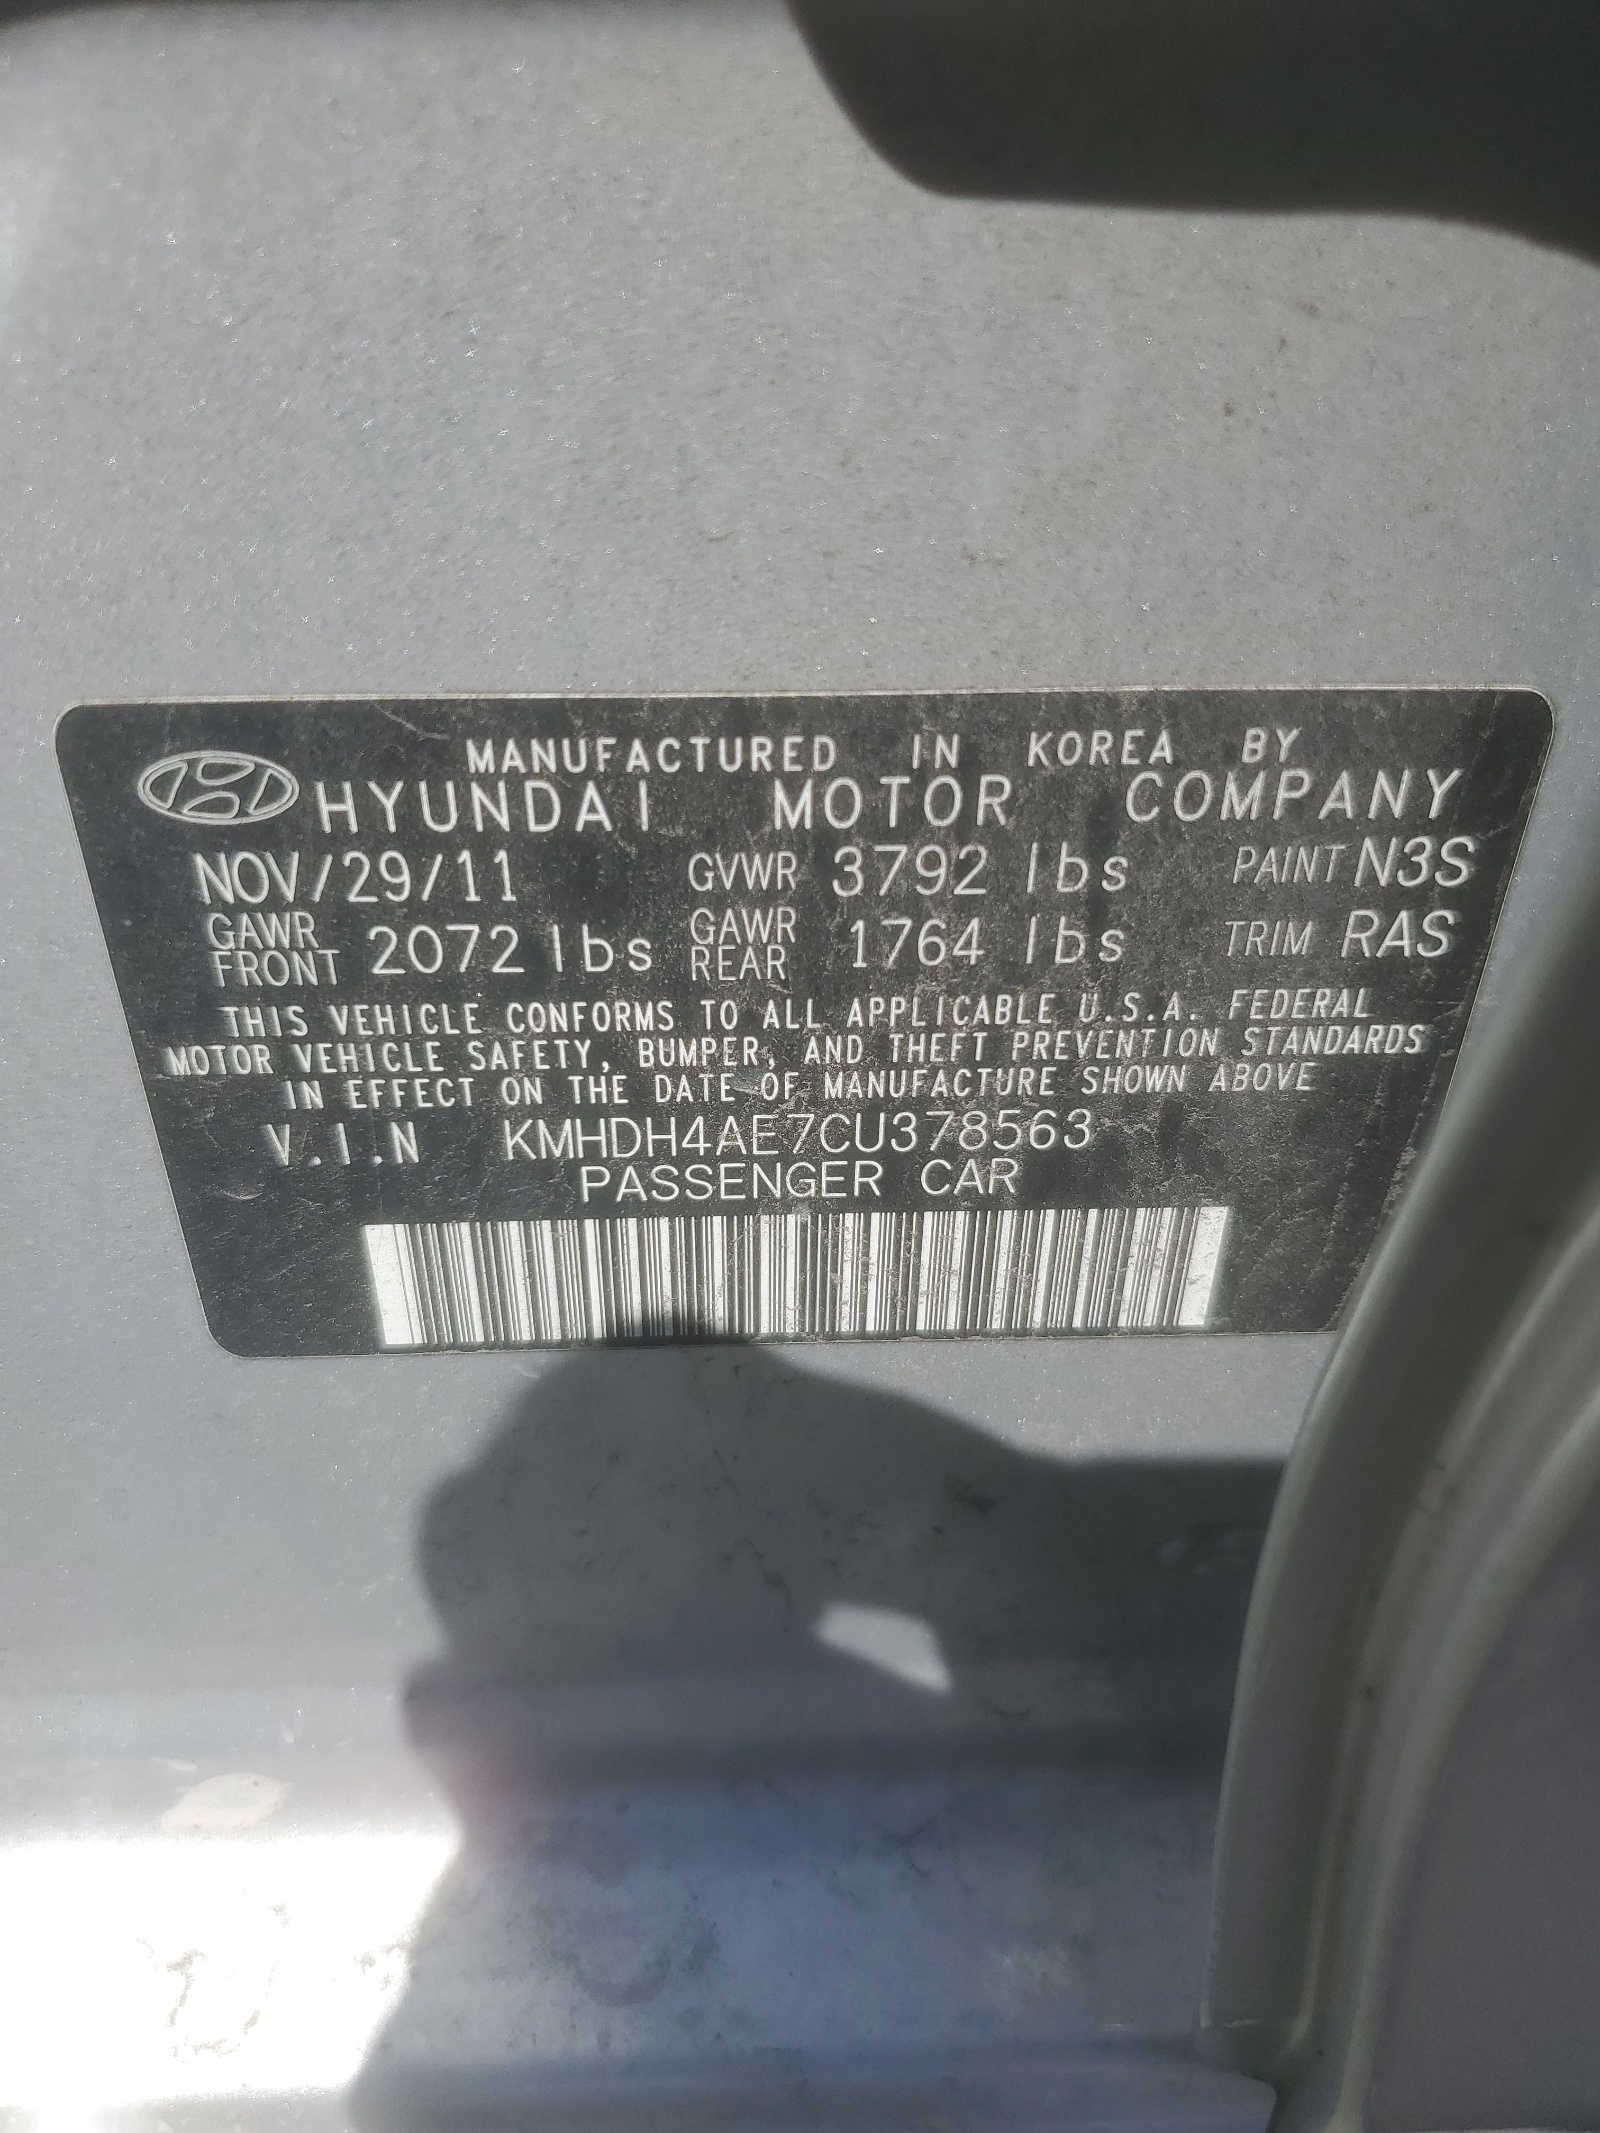 MANUFACTURED IN KOREA BY
HYUNDAI MOTOR COMPANY
NOV/29/11 GVWR 3792 lbs PAINT N3S
GAWR FRONT 2072 lbs GAWR REAR 1764 lbs TRIM RAS
THIS VEHICLE CONFORMS TO ALL APPLICABLE U.S.A. FEDERAL
MOTOR VEHICLE SAFETY, BUMPER, AND THEFT PREVENTION STANDARDS
IN EFFECT ON THE DATE OF MANUFACTURE SHOWN ABOVE
V.I.N KMHDH4AE7CU378563
PASSENGER CAR